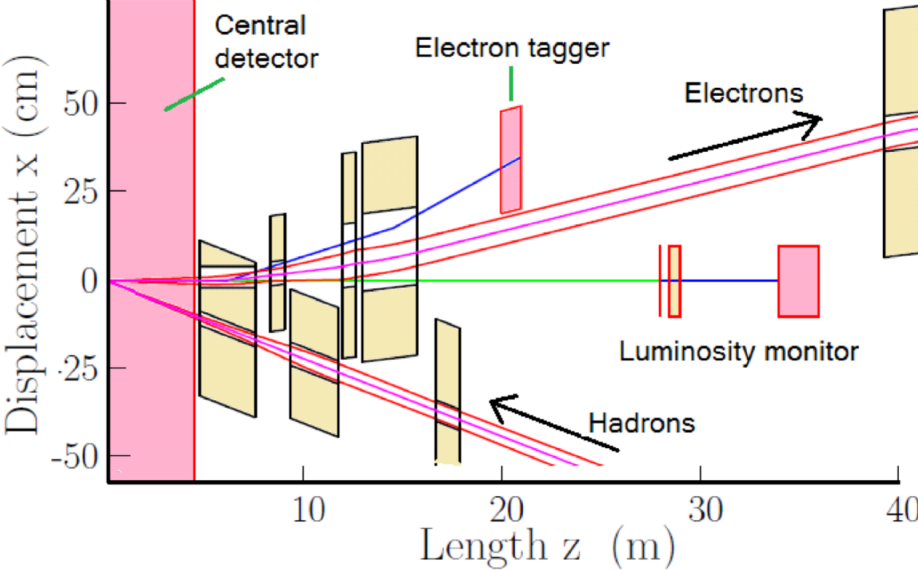 Central
detector
Electron tagger
Electrons
Displacement x (cm)
50
25
0
-25
-50
Luminosity monitor
Hadrons
10
20
30
40
Length z (m)